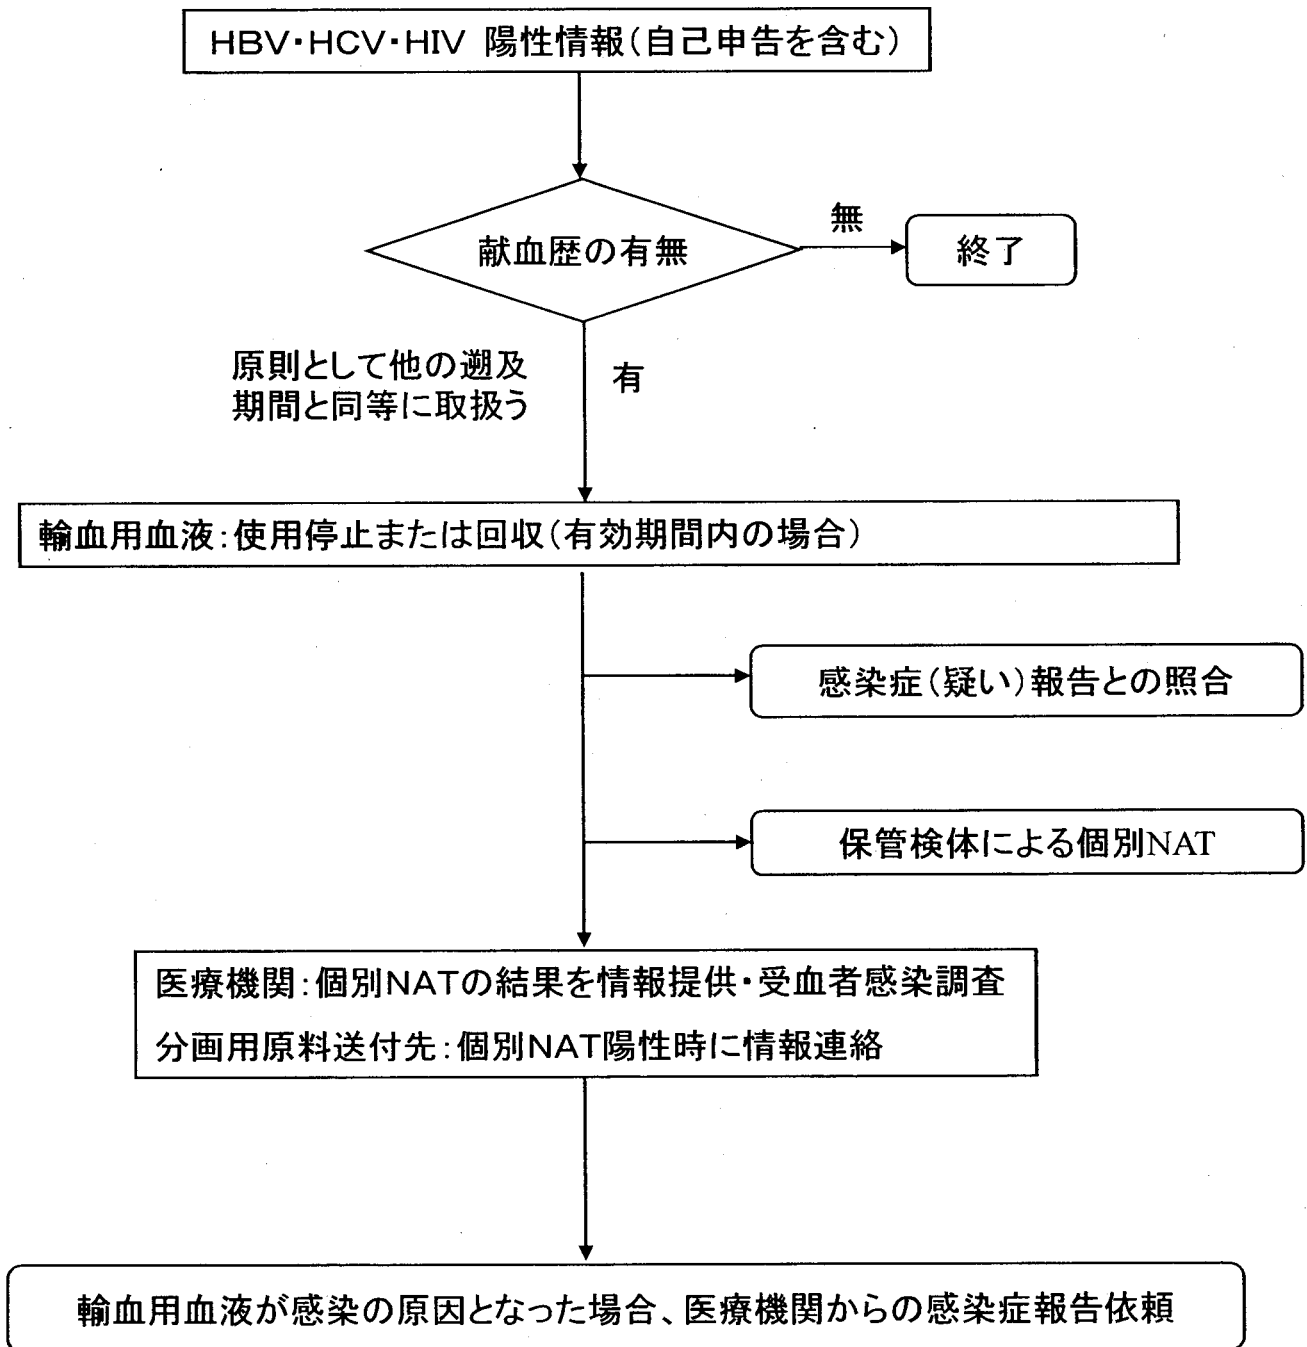 HBV・HCV・HIV 陽性情報(自己申告を含む)
献血歴の有無
無
終了
原則として他の遡及
期間と同等に取扱う
有
輸血用血液:使用停止または回収(有効期間内の場合)
感染症(疑い)報告との照合
保管検体による個別NAT
医療機関:個別NATの結果を情報提供・受血者感染調査
分画用原料送付先:個別NAT陽性時に情報連絡
輸血用血液が感染の原因となった場合、医療機関からの感染症報告依頼